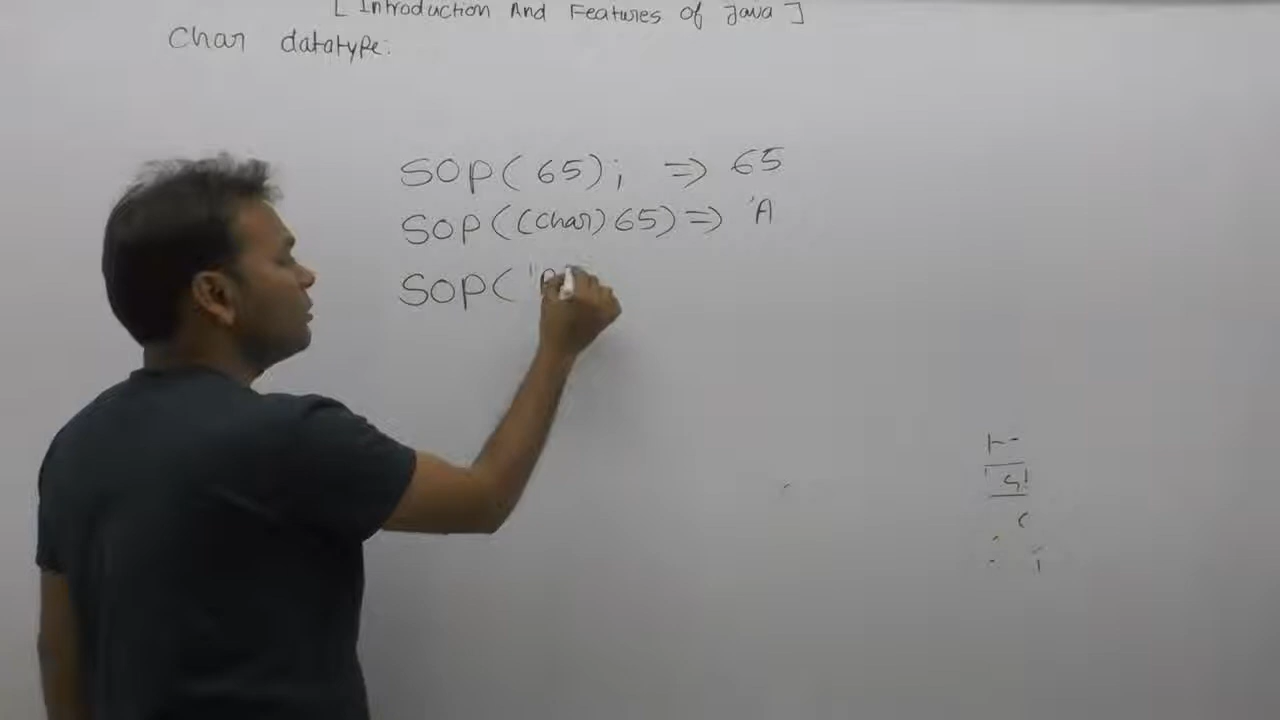 [ Introduction And Features of Java ]
Char datatype:
SOP( 65); => 65
SOP((char) 65) => 'A
SOP(